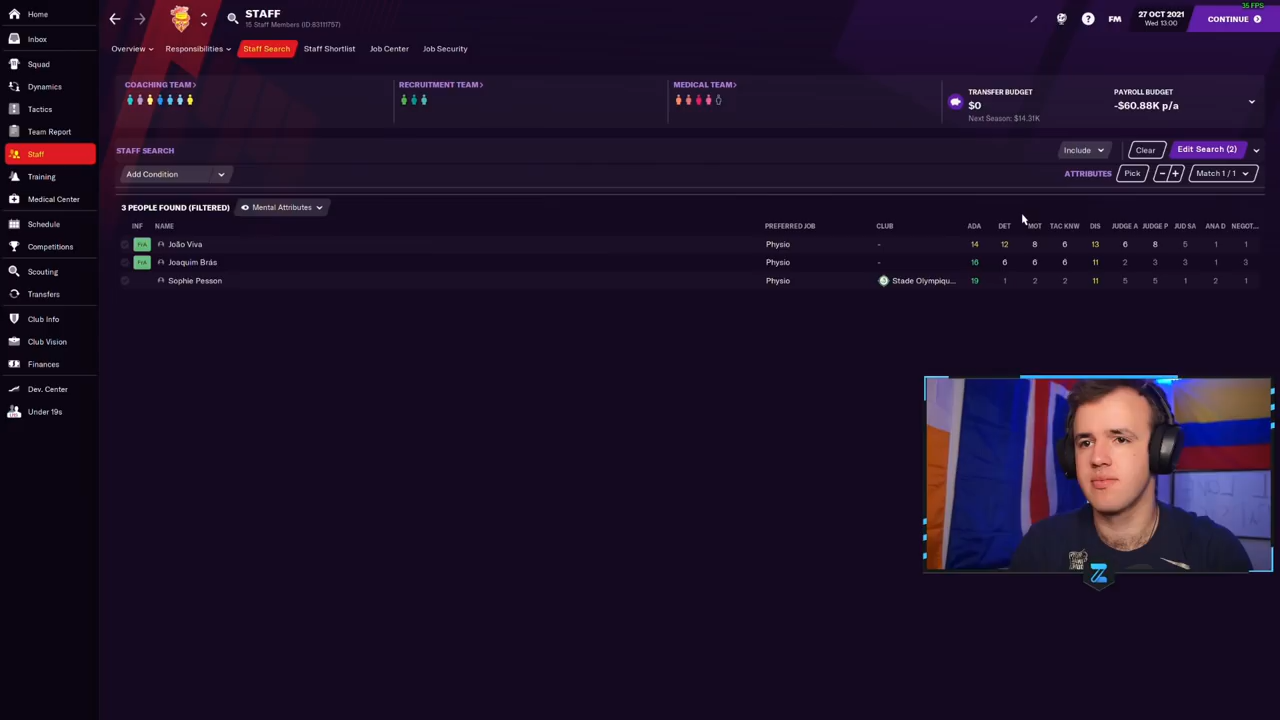 35 FPS
Home
STAFF
15 Staff Members (ID:83111757)
FM
27 OCT 2021
Wed 13:00
CONTINUE
Inbox
Overview
Responsibilities
Staff Search
Staff Shortlist
Job Center
Job Security
Squad
Dynamics
Tactics
Team Report
Staff
Training
Medical Center
Schedule
Competitions
Scouting
Transfers
Club Info
Club Vision
Finances
Dev. Center
Under 19s
COACHING TEAM
RECRUITMENT TEAM
MEDICAL TEAM
TRANSFER BUDGET
$0
Next Season: $14.31K
PAYROLL BUDGET
-$60.88K p/a
STAFF SEARCH
Include
Clear
Edit Search (2)
Add Condition
ATTRIBUTES
Pick
Match 1 / 1
3 PEOPLE FOUND (FILTERED)
Mental Attributes
INF NAME PREFERRED JOB CLUB ADA DET MOT TAC KNW DIS JUDGE A JUDGE P JUD SA ANA D NEGOT...
João Viva Physio - 14 12 8 6 13 6 8 5 1 1
Joaquim Brás Physio - 16 6 6 6 11 2 3 3 1 3
Sophie Pesson Physio Stade Olympiqu... 19 1 2 2 11 5 5 1 2 1